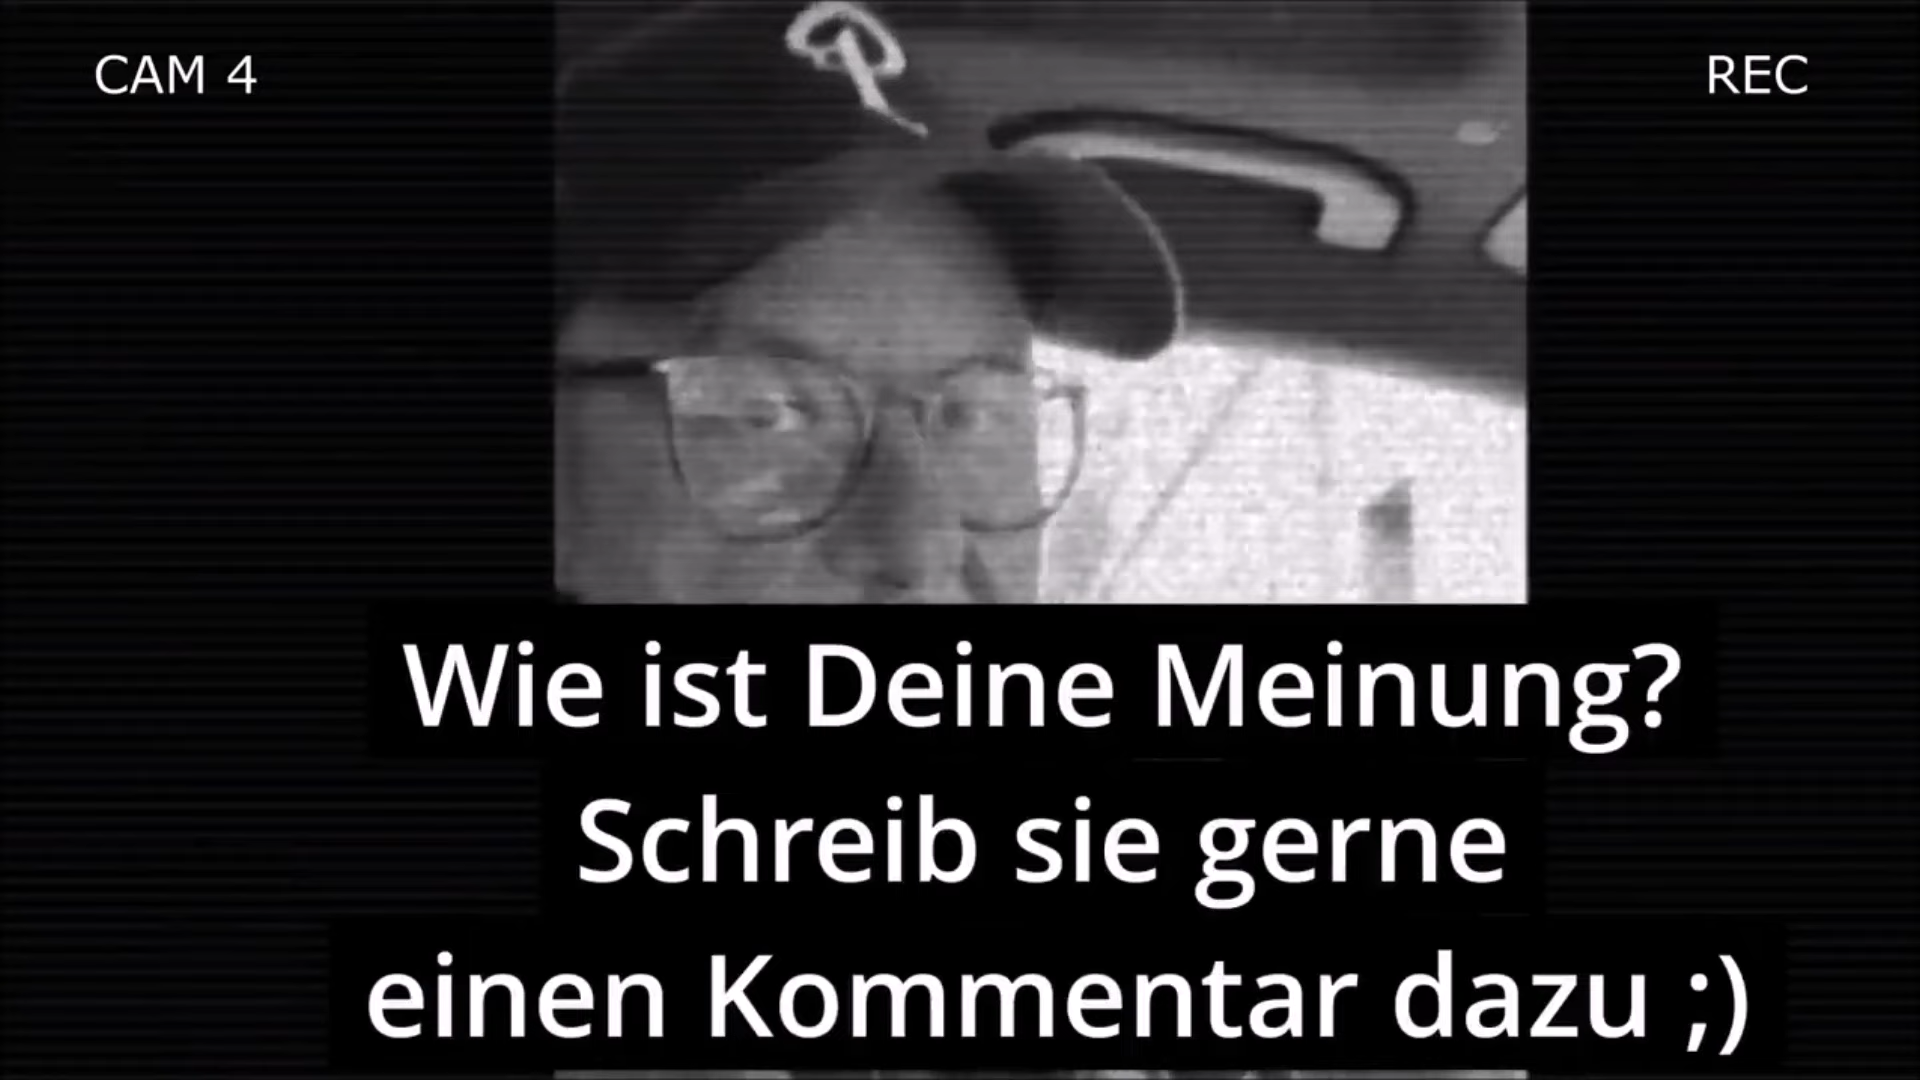 CAM 4
REC
Wie ist Deine Meinung?
Schreib sie gerne
einen Kommentar dazu ;)